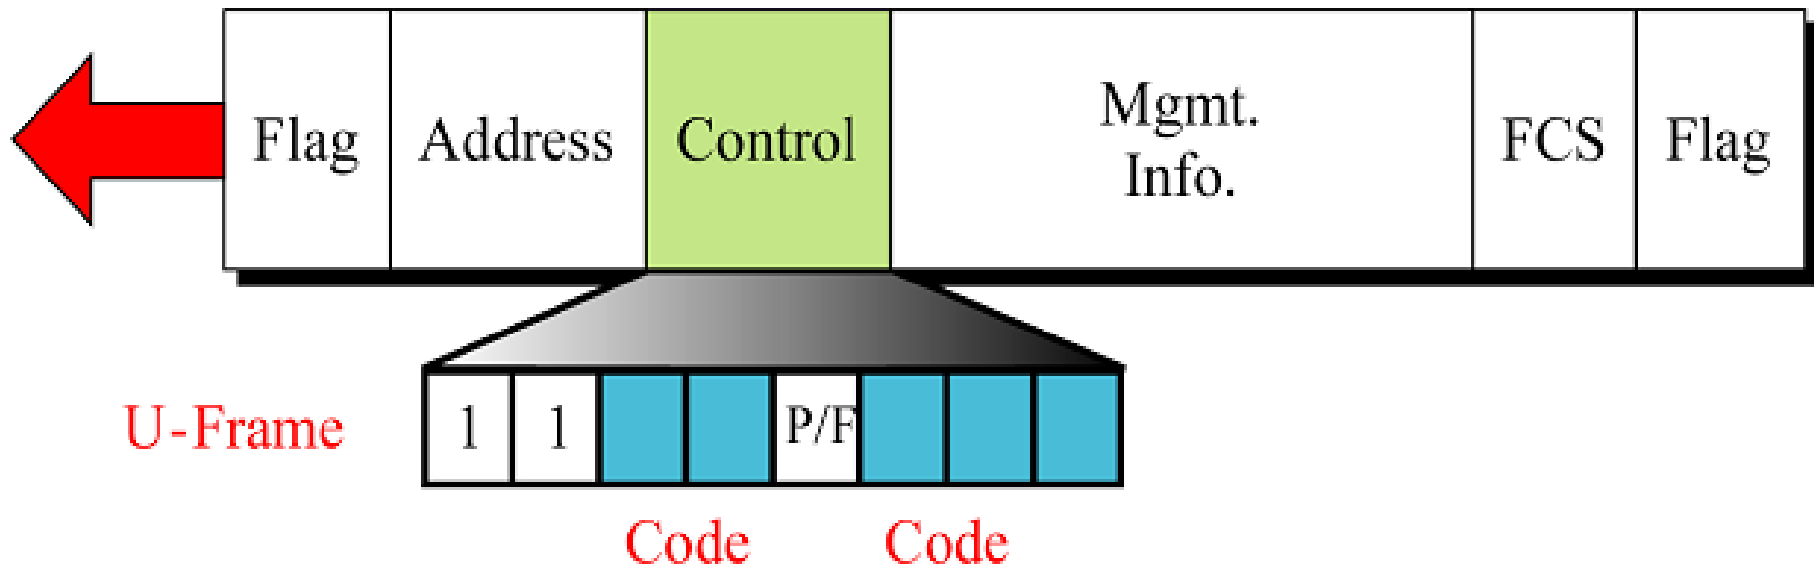 Flag
Address
Control
Mgmt.
Info.
FCS
Flag
U-Frame
1
1
P/F
Code
Code